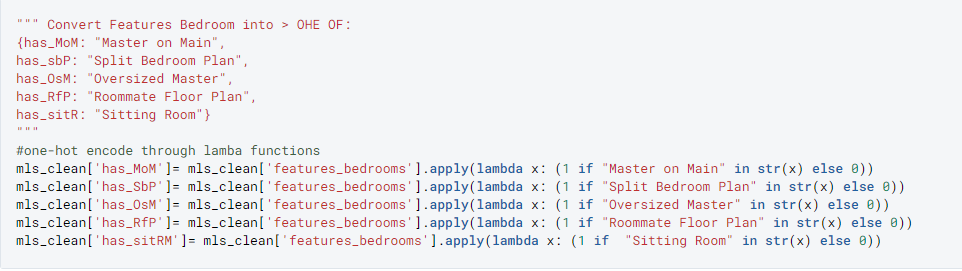 """ Convert Features Bedroom into > OHE OF:
{has_MoM: "Master on Main",
has_sbP: "Split Bedroom Plan",
has_OsM: "Oversized Master",
has_RfP: "Roommate Floor Plan",
has_sitR: "Sitting Room"}
"""
#one-hot encode through lamba functions
mls_clean['has_MoM']= mls_clean['features_bedrooms'].apply(lambda x: (1 if "Master on Main" in str(x) else 0))
mls_clean['has_SbP']= mls_clean['features_bedrooms'].apply(lambda x: (1 if "Split Bedroom Plan" in str(x) else 0))
mls_clean['has_OsM']= mls_clean['features_bedrooms'].apply(lambda x: (1 if "Oversized Master" in str(x) else 0))
mls_clean['has_RfP']= mls_clean['features_bedrooms'].apply(lambda x: (1 if "Roommate Floor Plan" in str(x) else 0))
mls_clean['has_sitRM']= mls_clean['features_bedrooms'].apply(lambda x: (1 if  "Sitting Room" in str(x) else 0))